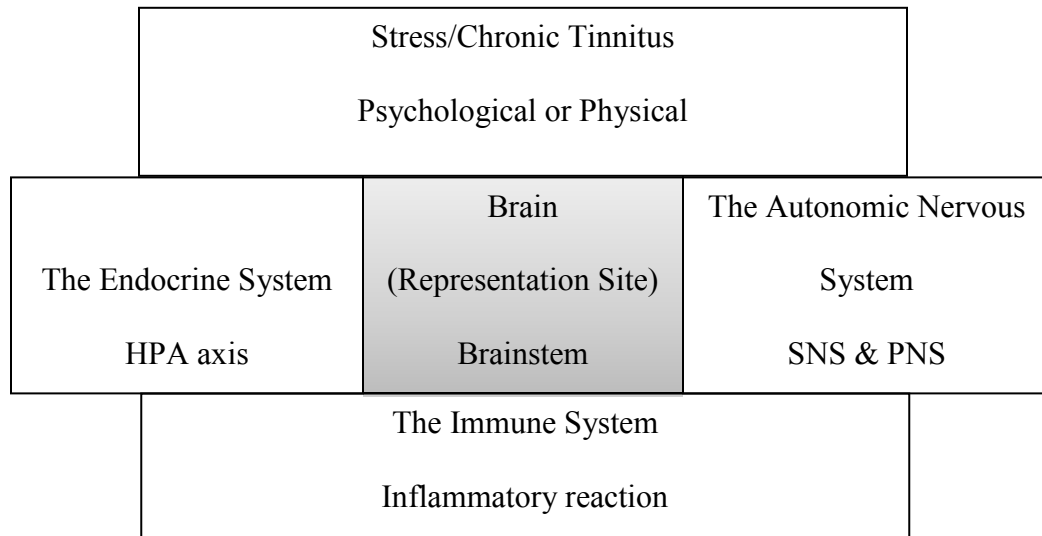 Stress/Chronic Tinnitus
Psychological or Physical
The Endocrine System
HPA axis
Brain
(Representation Site)
Brainstem
The Autonomic Nervous
System
SNS & PNS
The Immune System
Inflammatory reaction